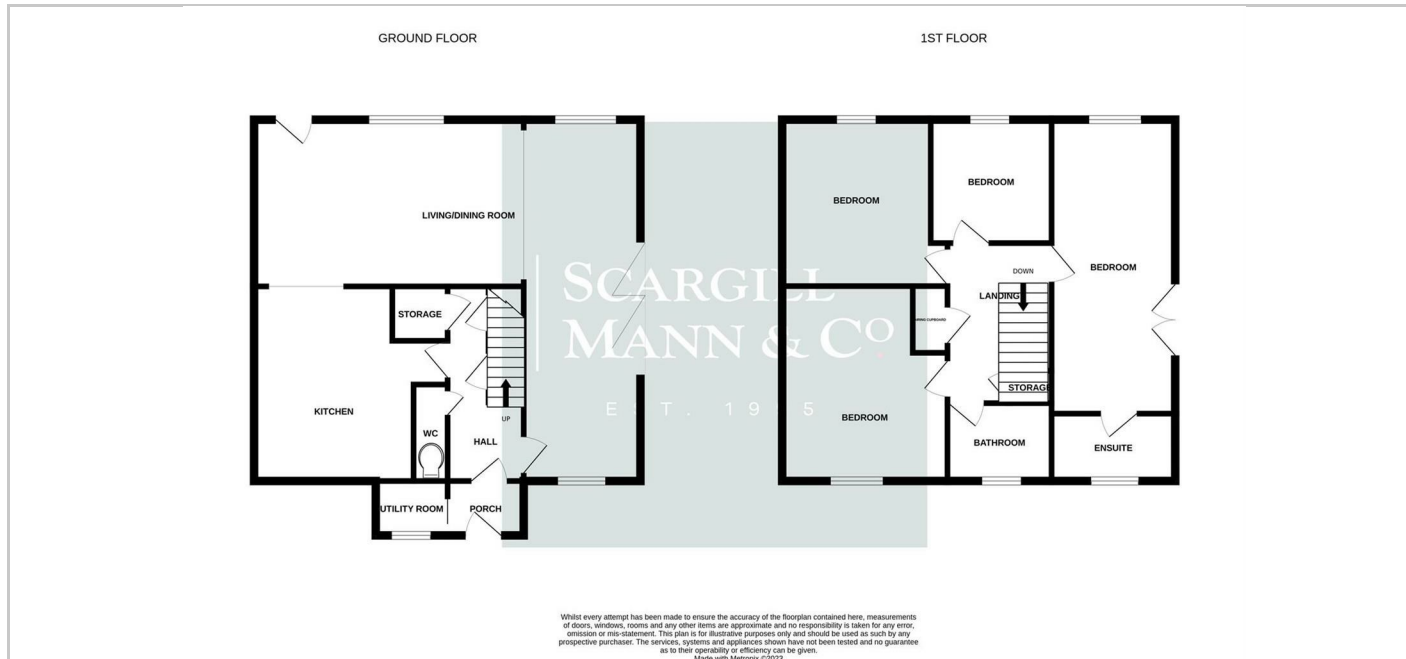 GROUND FLOOR
1ST FLOOR
LIVING/DINING ROOM
STORAGE
KITCHEN
WC
UP
HALL
UTILITY ROOM
PORCH
BEDROOM
BEDROOM
BEDROOM
DOWN
LANDING
CUPBOARD
STORAGE
BEDROOM
BATHROOM
ENSUITE
SCARGILL
MANN & CO
Whilst every attempt has been made to ensure the accuracy of the floorplan contained here, measurements
of doors, windows, rooms and any other items are approximate and no responsibility is taken for any error,
omission or mis-statement. This plan is for illustrative purposes only and should be used as such by any
prospective purchaser. The services, systems and appliances shown have not been tested and no guarantee
as to their operability or efficiency can be given.
Made with Metropix ©2023